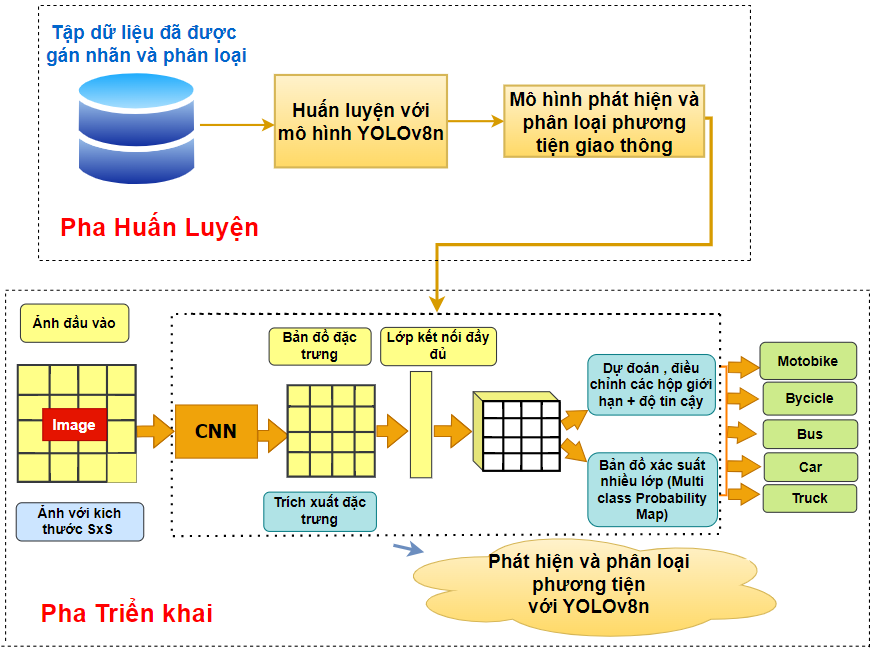 Tập dữ liệu đã được
gán nhãn và phân loại
Huấn luyện với
mô hình YOLOv8n
Mô hình phát hiện và
phân loại phương
tiện giao thông
Pha Huấn Luyện
Ảnh đầu vào
Image
Ảnh với kích
thước SxS
CNN
Bản đồ đặc
trưng
Trích xuất đặc
trưng
Lớp kết nối đầy
đủ
Dự đoán , điều
chỉnh các hộp giới
hạn + độ tin cậy
Bản đồ xác suất
nhiều lớp (Multi
class Probability
Map)
Motobike
Bycicle
Bus
Car
Truck
Phát hiện và phân loại
phương tiện
với YOLOv8n
Pha Triển khai